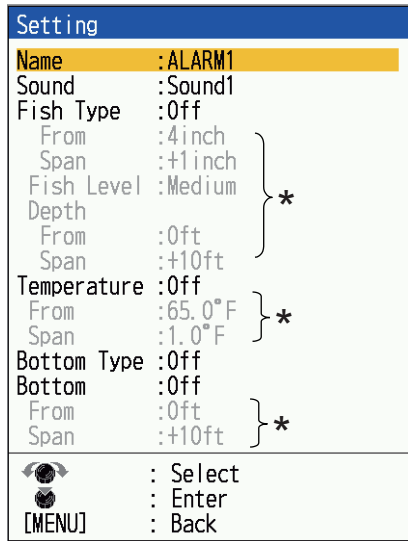 Setting
Name :ALARM1
Sound :Sound1
Fish Type :Off
From :4inch
Span :+1inch
Fish Level :Medium
Depth
From :0ft
Span :+10ft
*
Temperature :Off
From :65.0°F
Span :1.0°F
*
Bottom Type :Off
Bottom :Off
From :0ft
Span :+10ft
*
: Select
: Enter
[MENU] : Back